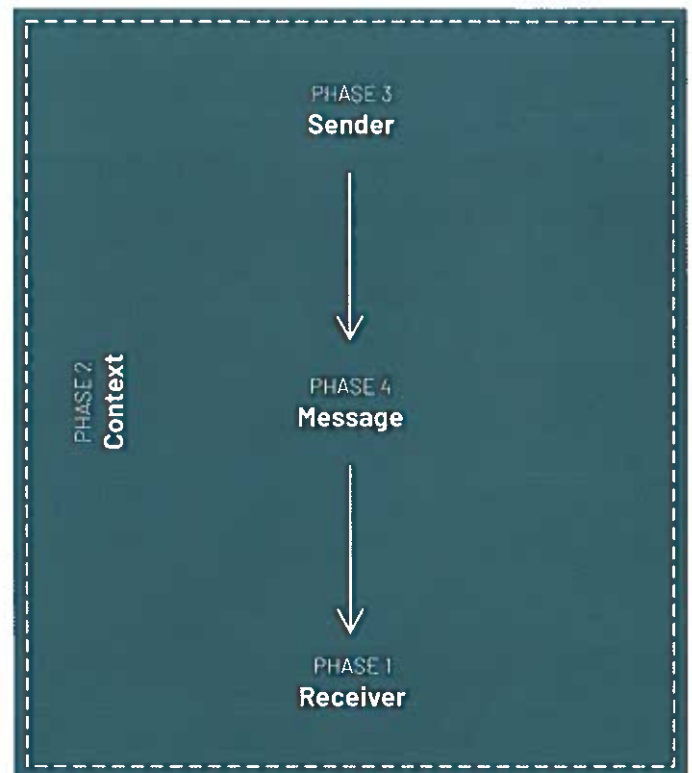 PHASE 3
Sender
PHASE 2
Context
PHASE 4
Message
PHASE 1
Receiver